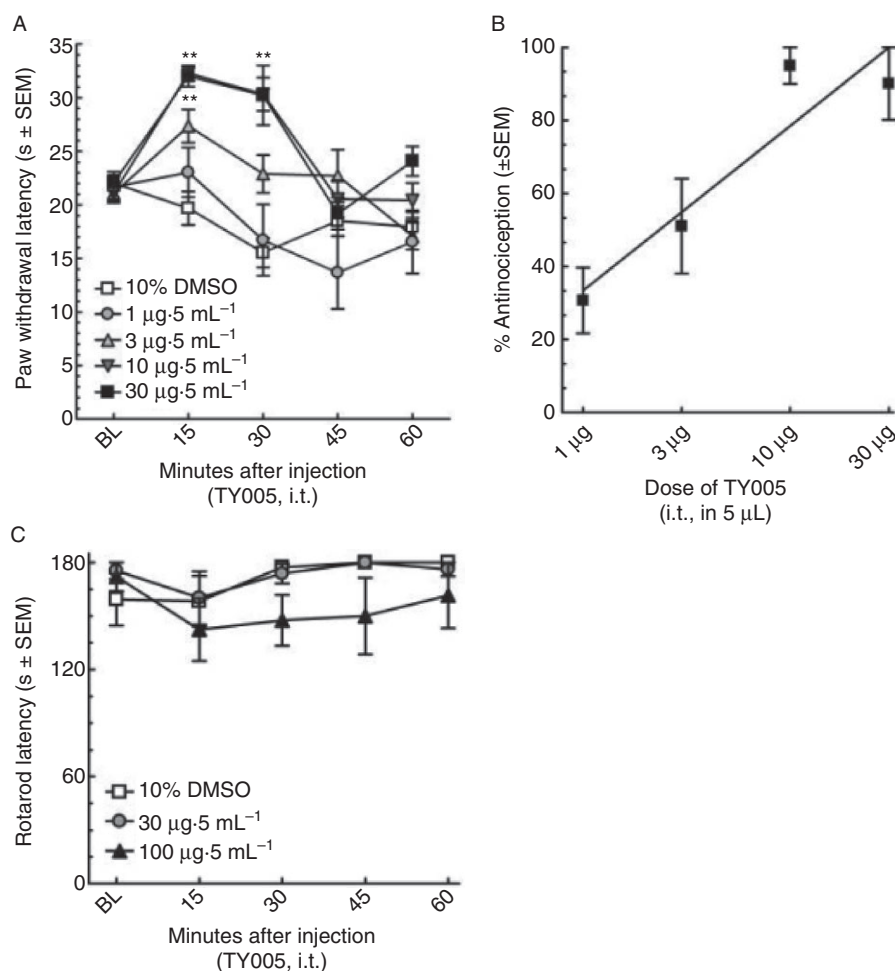 A
Paw withdrawal latency (s ± SEM)
35
30
25
20
15
10
5
0
**
**
**
10% DMSO
1 µg·5 mL⁻¹
3 µg·5 mL⁻¹
10 µg·5 mL⁻¹
30 µg·5 mL⁻¹
BL
15
30
45
60
Minutes after injection
(TY005, i.t.)
B
% Antinociception (±SEM)
100
80
60
40
20
0
1 µg
3 µg
10 µg
30 µg
Dose of TY005
(i.t., in 5 µL)
C
Rotarod latency (s ± SEM)
180
120
60
0
10% DMSO
30 µg·5 mL⁻¹
100 µg·5 mL⁻¹
BL
15
30
45
60
Minutes after injection
(TY005, i.t.)